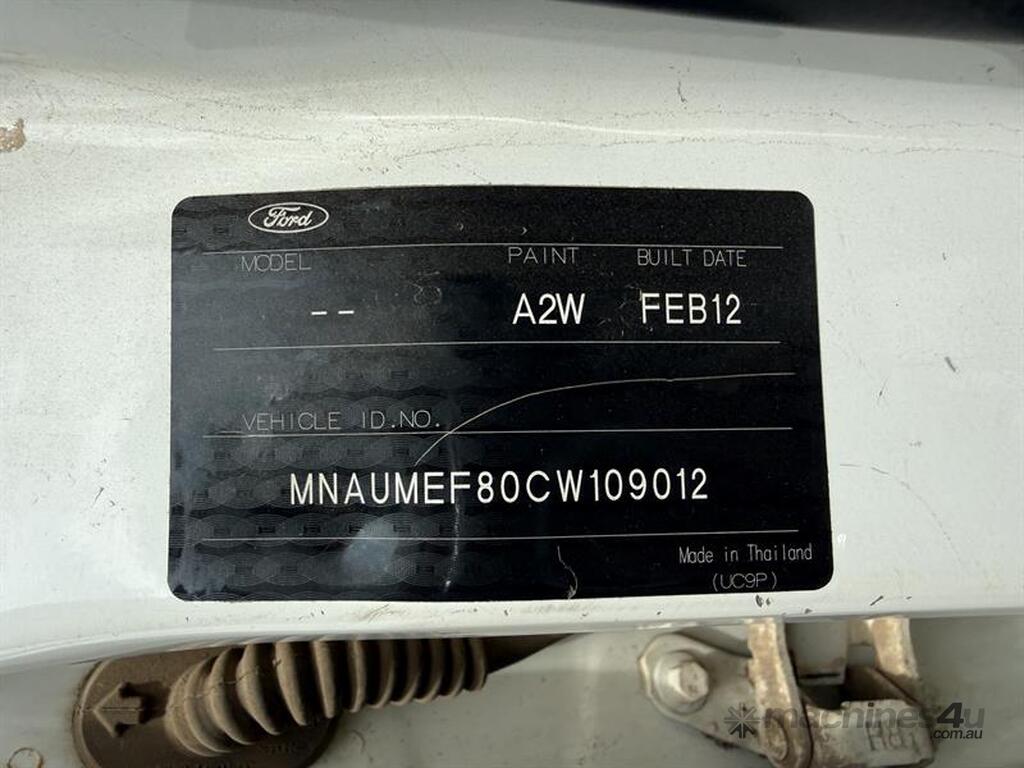 Ford
MODEL PAINT BUILT DATE
-- A2W FEB12
VEHICLE ID.NO.
MNAUMEF80CW109012
Made in Thailand
(UC9P)
machines4u
.com.au